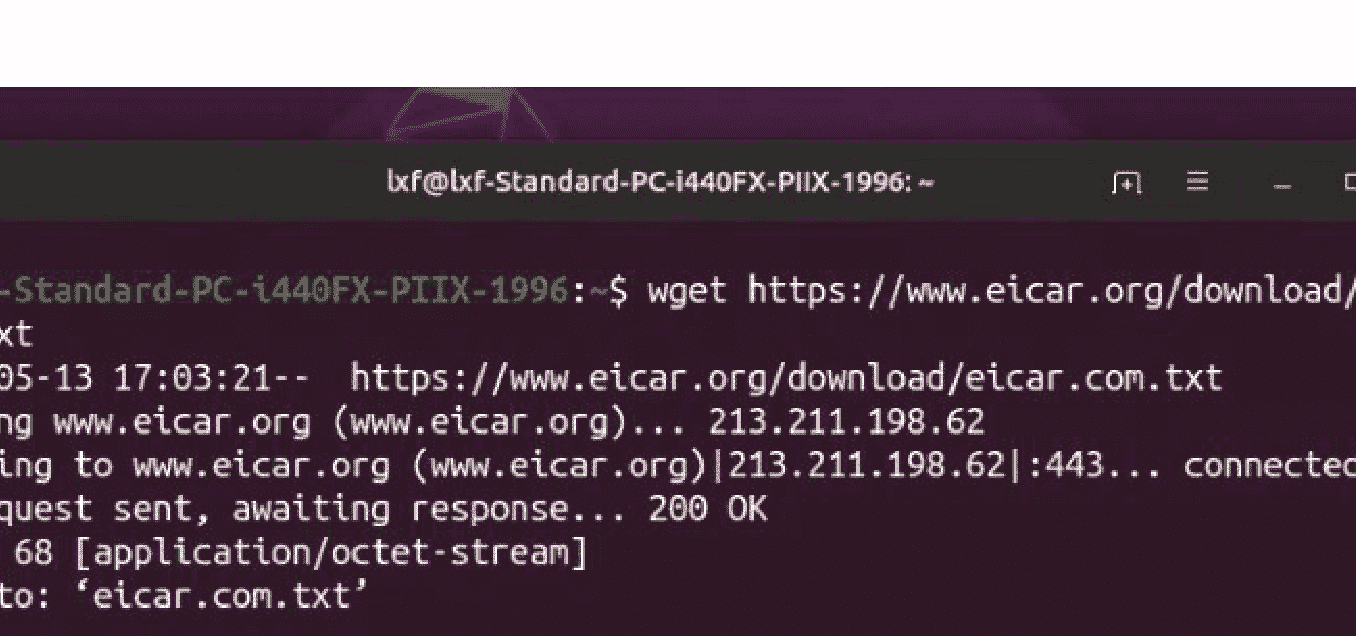 lxf@lxf-Standard-PC-i440FX-PIIX-1996: ~
-Standard-PC-i440FX-PIIX-1996:~$ wget https://www.eicar.org/download/
xt
05-13 17:03:21-- https://www.eicar.org/download/eicar.com.txt
ng www.eicar.org (www.eicar.org)... 213.211.198.62
ing to www.eicar.org (www.eicar.org)|213.211.198.62|:443... connected
quest sent, awaiting response... 200 OK
68 [application/octet-stream]
to: ‘eicar.com.txt’